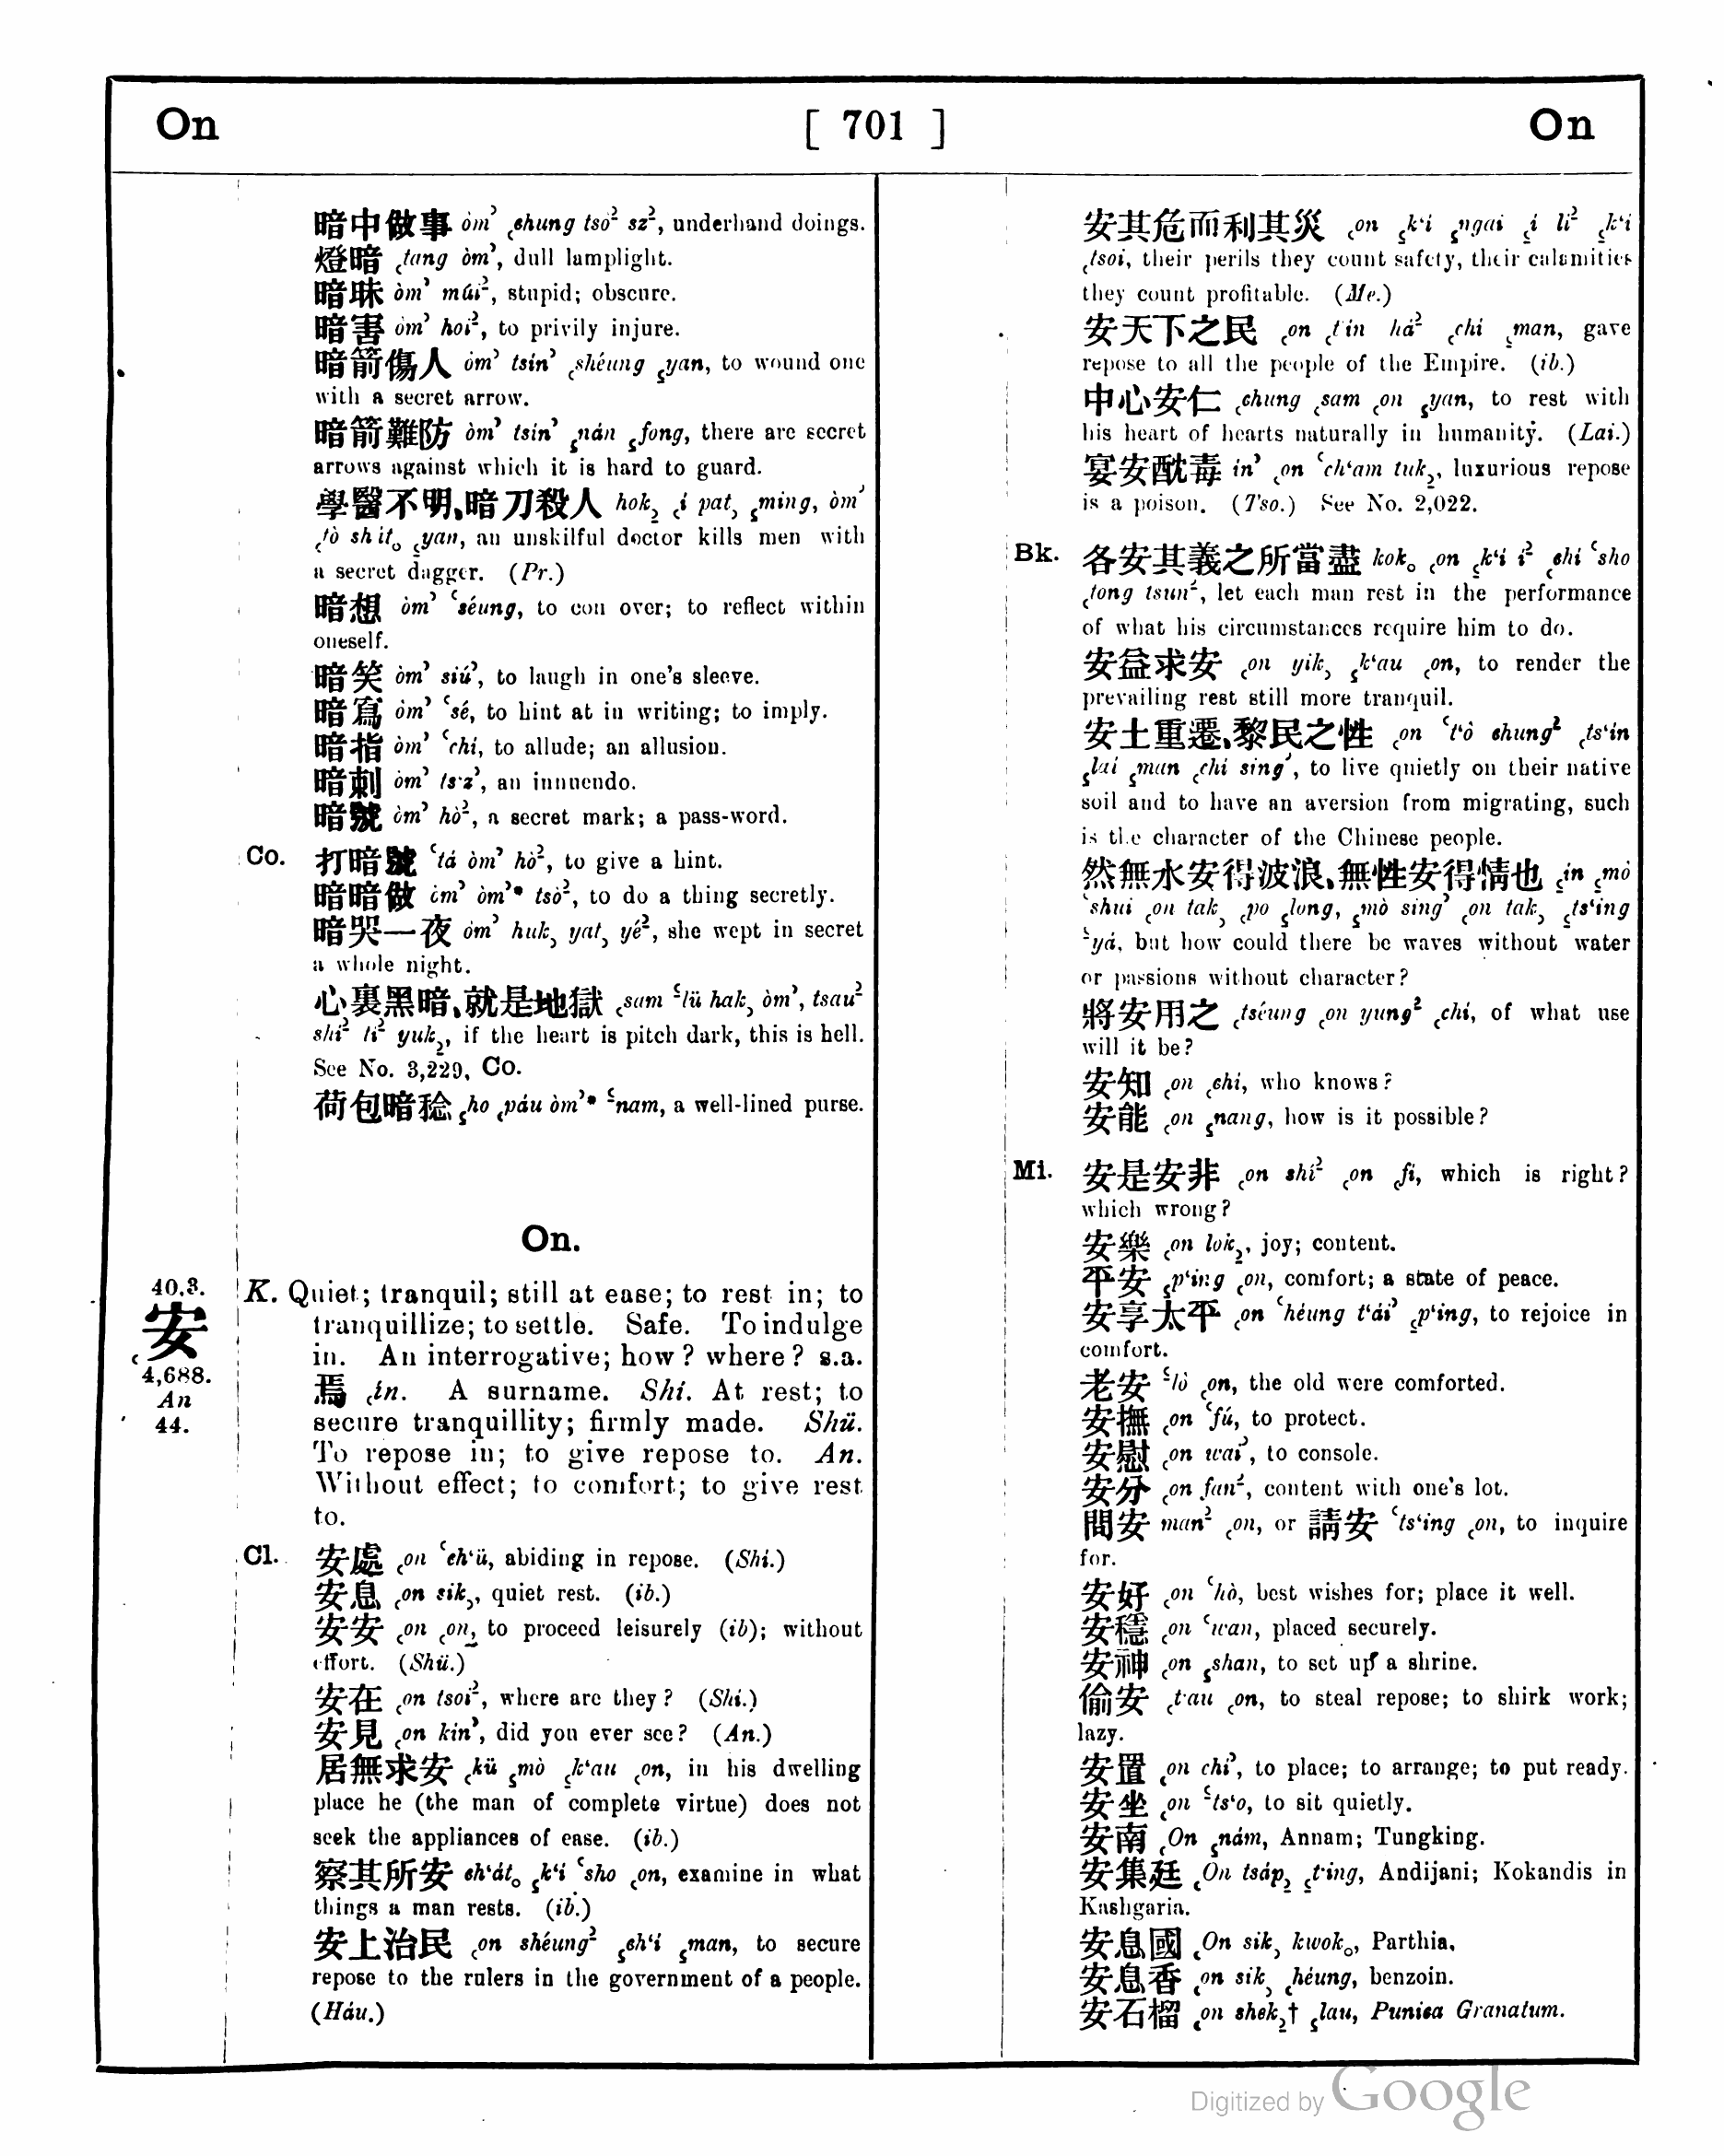 On [ 701 ] On
暗中做事 òm’ ˛chung tsò² sz², underhand doings.
燈暗 ˛tang òm’, dull lamplight.
暗昧 òm’ múi², stupid; obscure.
暗害 òm’ hoi², to privily injure.
暗箭傷人 òm’ tsín’ ˛shéung ˛yan, to wound one
with a secret arrow.
暗箭難防 òm’ tsín’ ˛nán ˛fong, there are secret
arrows against which it is hard to guard.
學醫不明、暗刀殺人 hok˛ ˛í pat˛ ˛ming, òm’
˛tò shít。 ˛yan, an unskilful doctor kills men with
a secret dagger. (Pr.)
暗想 òm’ ‘séung, to con over; to reflect within
oneself.
暗笑 òm’ siú’, to laugh in one's sleeve.
暗寫 òm’ ‘sé, to hint at in writing; to imply.
暗指 òm’ ‘chí, to allude; an allusion.
暗刺 òm’ ts‘z’, an innuendo.
暗號 òm’ hò², a secret mark; a pass-word.
Co. 打暗號 ‘tá òm’ hò², to give a hint.
暗暗做 òm’ òm’* tsò², to do a thing secretly.
暗哭一夜 òm’ huk˛ yat˛ yé², she wept in secret
a whole night.
心裏黑暗、就是地獄 ˛sam ‘lü hak˛ òm’, tsau²
shí² tí² yuk˛, if the heart is pitch dark, this is hell.
See No. 3,229, Co.
荷包暗稔 ˛ho ˛páu òm’* ‘nam, a well-lined purse.
On.
40.3.
安
4,688.
An
44.
K. Quiet; tranquil; still at ease; to rest in; to
tranquillize; to settle. Safe. To indulge
in. An interrogative; how? where? s.a.
焉 ˛ín. A surname. Shí. At rest; to
secure tranquillity; firmly made. Shü.
To repose in; to give repose to. An.
Without effect; to comfort; to give rest
to.
Cl. 安處 ˛on ‘ch‘ü, abiding in repose. (Shí.)
安息 ˛on sik˛, quiet rest. (ib.)
安安 ˛on ˛on, to proceed leisurely (ib); without
effort. (Shü.)
安在 ˛on tsoi², where are they? (Shí.)
安見 ˛on kín’, did you ever see? (An.)
居無求安 ˛kü ˛mò ˛k‘au ˛on, in his dwelling
place he (the man of complete virtue) does not
seek the appliances of ease. (ib.)
察其所安 ch‘át。 ˛k‘í ‘sho ˛on, examine in what
things a man rests. (ib.)
安上治民 ˛on shéung² ˛ch‘í ˛man, to secure
repose to the rulers in the government of a people.
(Háu.)
安其危而利其災 ˛on ˛k‘í ˛ngai ˛í lí² ˛k‘í
˛tsoi, their perils they count safety, their calamities
they count profitable. (Me.)
安天下之民 ˛on ˛t‘ín há² ˛chí ˛man, gave
repose to all the people of the Empire. (ib.)
中心安仁 ˛chung ˛sam ˛on ˛yan, to rest with
his heart of hearts naturally in humanity. (Lai.)
宴安酖毒 ín’ ˛on ‘ch‘am tuk˛, luxurious repose
is a poison. (Tso.) See No. 2,022.
Bk. 各安其義之所當盡 kok。 ˛on ˛k‘í í² ˛chí ‘sho
˛tong tsun², let each man rest in the performance
of what his circumstances require him to do.
安益求安 ˛on yik˛ ˛k‘au ˛on, to render the
prevailing rest still more tranquil.
安土重遷、黎民之性 ˛on ‘t‘ò chung² ˛ts‘ín
˛lai ˛man ˛chí sing’, to live quietly on their native
soil and to have an aversion from migrating, such
is the character of the Chinese people.
然無水安得波浪、無性安得情也 ˛ín ˛mò
‘shui ˛on tak˛ ˛po ˛long, ˛mò sing’ ˛on tak˛ ˛ts‘ing
‘yá, but how could there be waves without water
or passions without character?
將安用之 ˛tséung ˛on yung² ˛chí, of what use
will it be?
安知 ˛on ˛chí, who knows?
安能 ˛on ˛nang, how is it possible?
Mi. 安是安非 ˛on shí² ˛on ˛fí, which is right?
which wrong?
安樂 ˛on lok˛, joy; content.
平安 ˛p‘ing ˛on, comfort; a state of peace.
安享太平 ˛on ‘héung t‘ái’ ˛p‘ing, to rejoice in
comfort.
老安 ‘lò ˛on, the old were comforted.
安撫 ˛on ‘fú, to protect.
安慰 ˛on wai’, to console.
安分 ˛on fan², content with one's lot.
問安 man² ˛on, or 請安 ‘ts‘ing ˛on, to inquire
for.
安好 ˛on ‘hò, best wishes for; place it well.
安穩 ˛on ‘wan, placed securely.
安神 ˛on ˛shan, to set up a shrine.
偷安 ˛t‘au ˛on, to steal repose; to shirk work;
lazy.
安置 ˛on chí’, to place; to arrange; to put ready.
安坐 ˛on ‘ts‘o, to sit quietly.
安南 ˛On ˛nám, Annam; Tungking.
安集廷 ˛On tsáp˛ ˛t‘ing, Andijani; Kokandis in
Kashgaria.
安息國 ˛On sik˛ kwok。, Parthia.
安息香 ˛on sik˛ ˛héung, benzoin.
安石榴 ˛on shek˛† ˛lau, Punica Granatum.
Digitized by Google